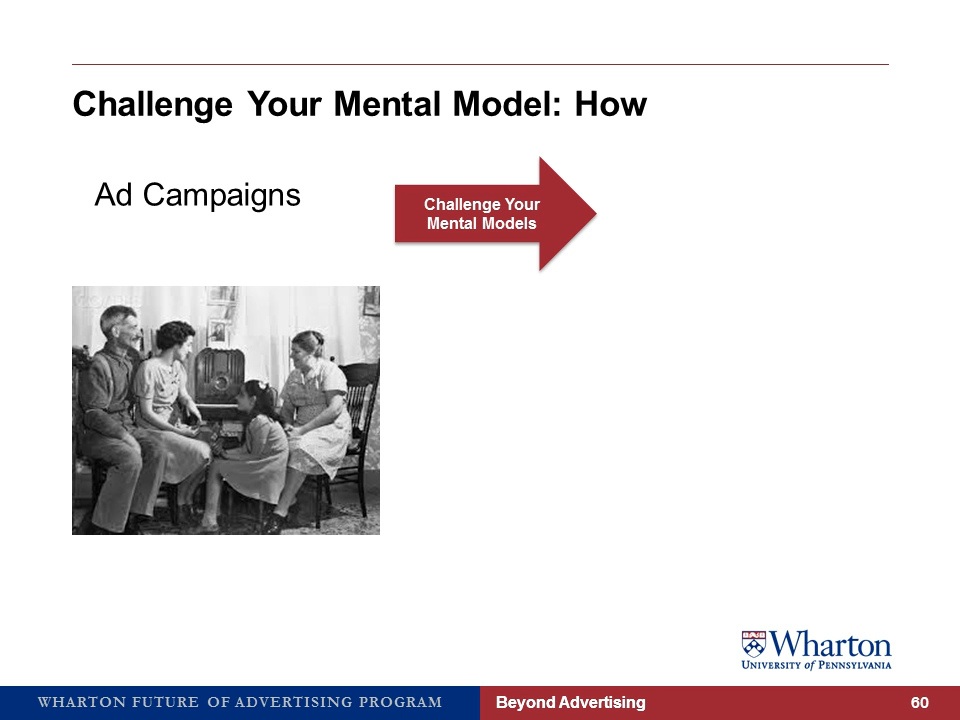 Challenge Your Mental Model: How
Ad Campaigns
Challenge Your
Mental Models
Wharton
UNIVERSITY of PENNSYLVANIA
WHARTON FUTURE OF ADVERTISING PROGRAM
Beyond Advertising
60